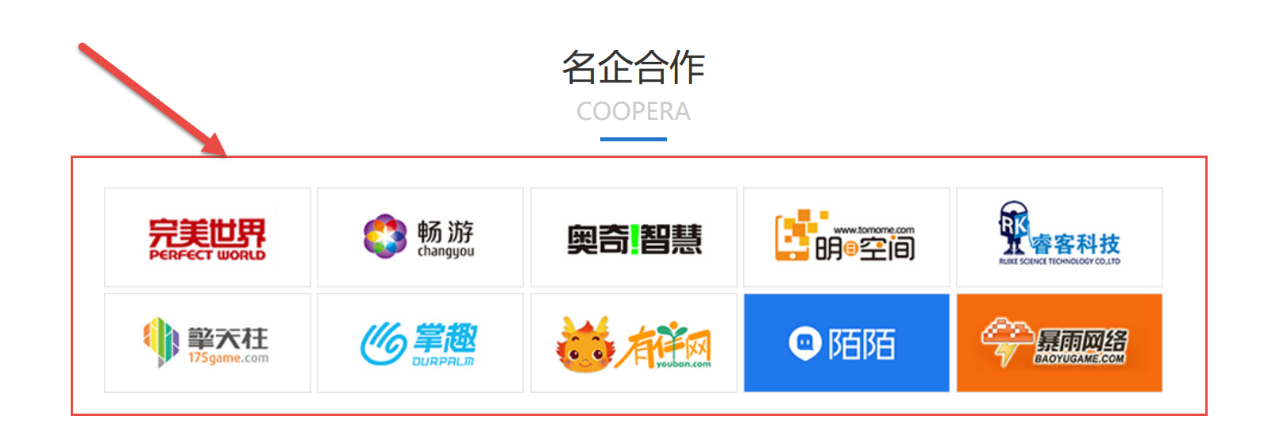 名企合作
COOPERA
完美世界
PERFECT WORLD
畅游
changyou
奥奇!智慧
www.tomome.com
明日空间
RK
睿客科技
RUIKE SCIENCE TECHNOLOGY CO.,LTD
擎天柱
175game.com
掌趣
OURPALM
有伴网
youban.com
陌陌
暴雨网络
BAOYUGAME.COM